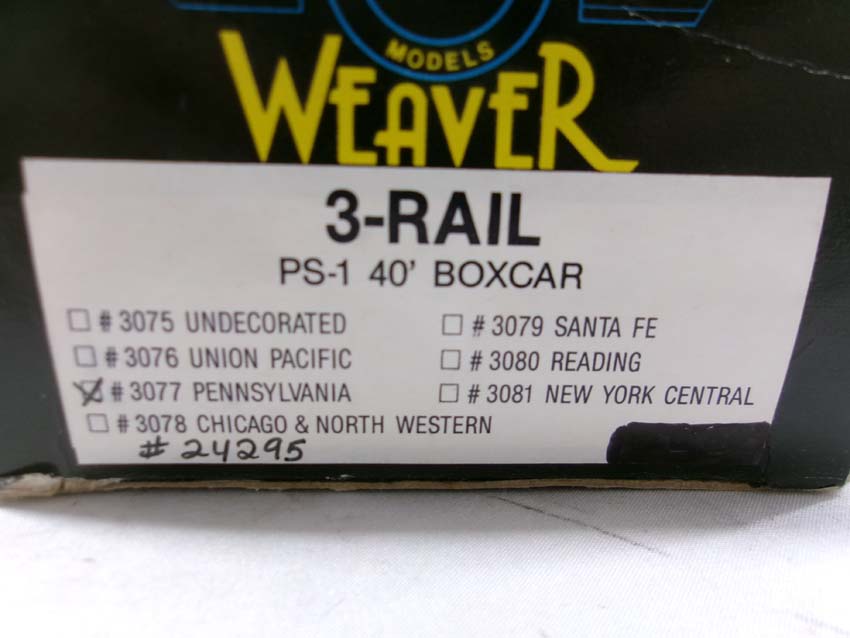 MODELS
WEAVER
3-RAIL
PS-1 40' BOXCAR
# 3075 UNDECORATED
# 3076 UNION PACIFIC
# 3077 PENNSYLVANIA
# 3078 CHICAGO & NORTH WESTERN
# 3079 SANTA FE
# 3080 READING
# 3081 NEW YORK CENTRAL
# 24295